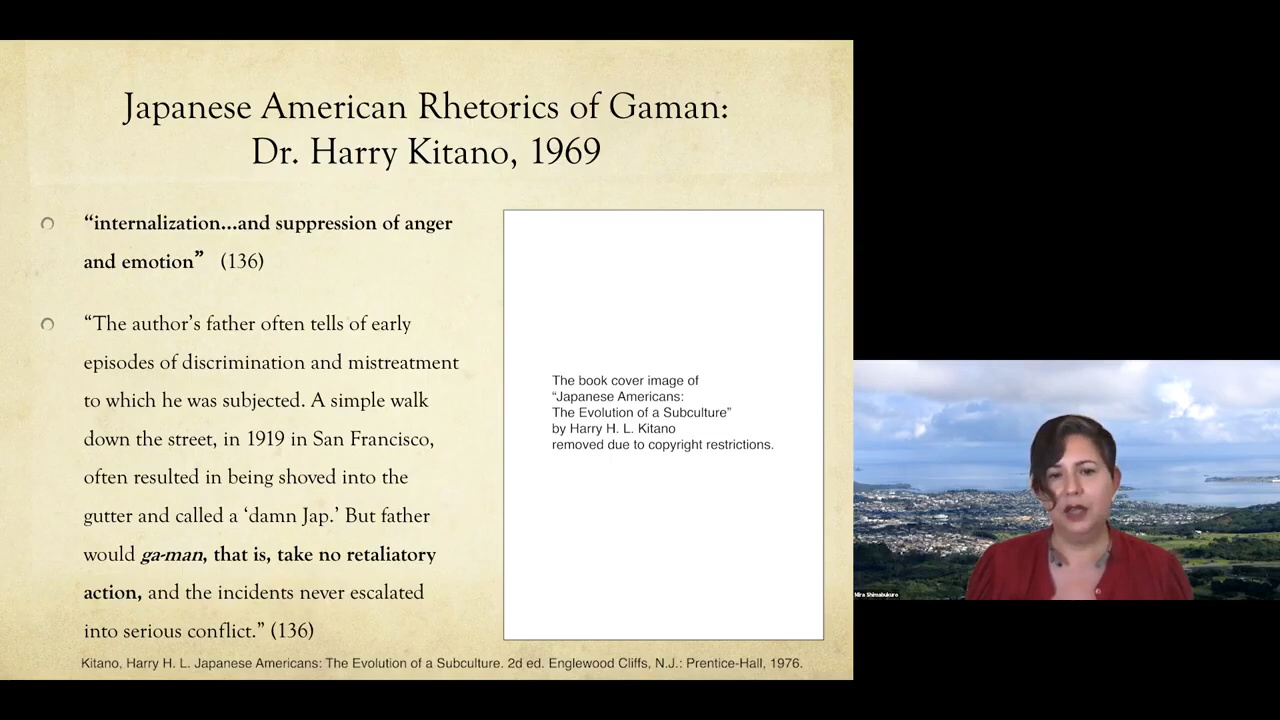 Japanese American Rhetorics of Gaman:
Dr. Harry Kitano, 1969
“internalization...and suppression of anger
and emotion” (136)
“The author’s father often tells of early
episodes of discrimination and mistreatment
to which he was subjected. A simple walk
down the street, in 1919 in San Francisco,
often resulted in being shoved into the
gutter and called a ‘damn Jap.’ But father
would ga-man, that is, take no retaliatory
action, and the incidents never escalated
into serious conflict.” (136)
The book cover image of
“Japanese Americans:
The Evolution of a Subculture”
by Harry H. L. Kitano
removed due to copyright restrictions.
Kitano, Harry H. L. Japanese Americans: The Evolution of a Subculture. 2d ed. Englewood Cliffs, N.J.: Prentice-Hall, 1976.
Mira Shimabukuro